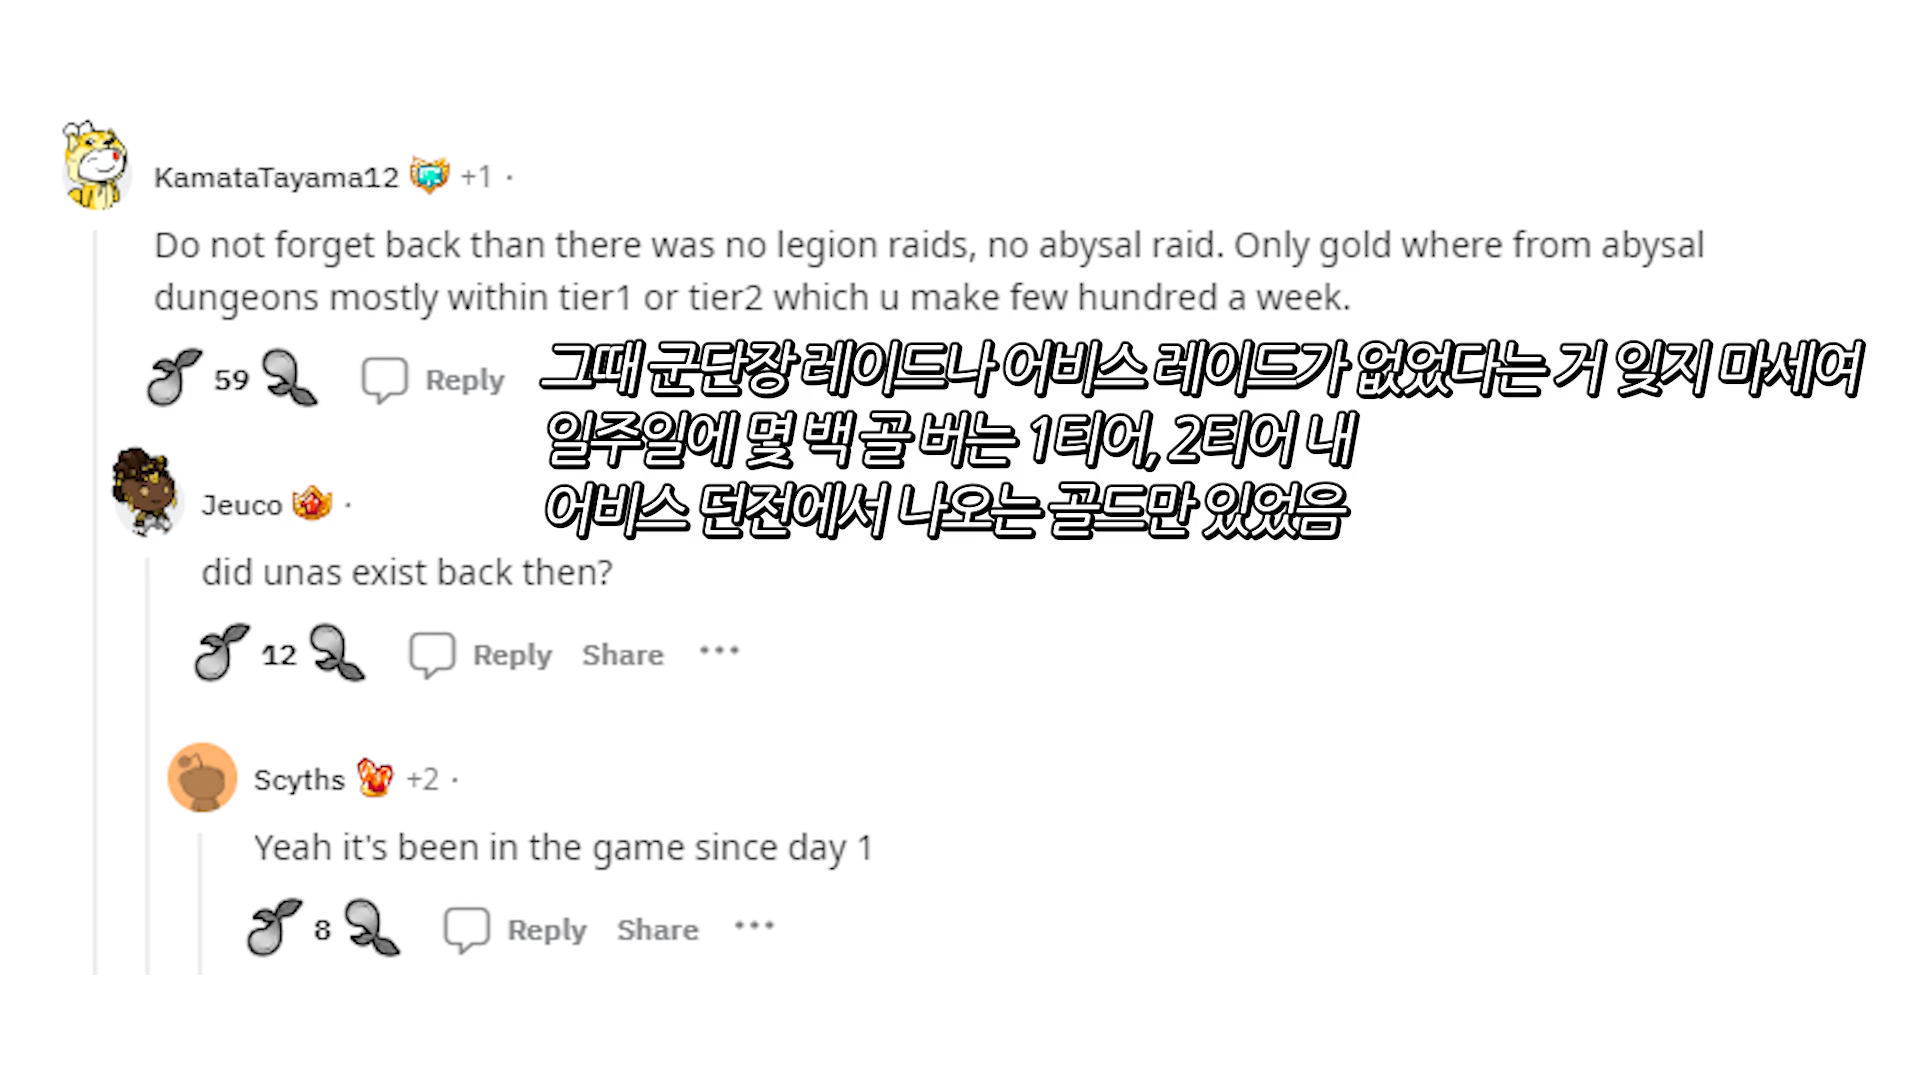 KamataTayama12 +1 ·
Do not forget back than there was no legion raids, no abysal raid. Only gold where from abysal
dungeons mostly within tier1 or tier2 which u make few hundred a week.
59 Reply
그때 군단장 레이드나 어비스 레이드가 없었다는 거 잊지 마세여
일주일에 몇 백 골 버는 1티어, 2티어 내
어비스 던전에서 나오는 골드만 있었음
Jeuco ·
did unas exist back then?
12 Reply Share ···
Scyths +2 ·
Yeah it's been in the game since day 1
8 Reply Share ···